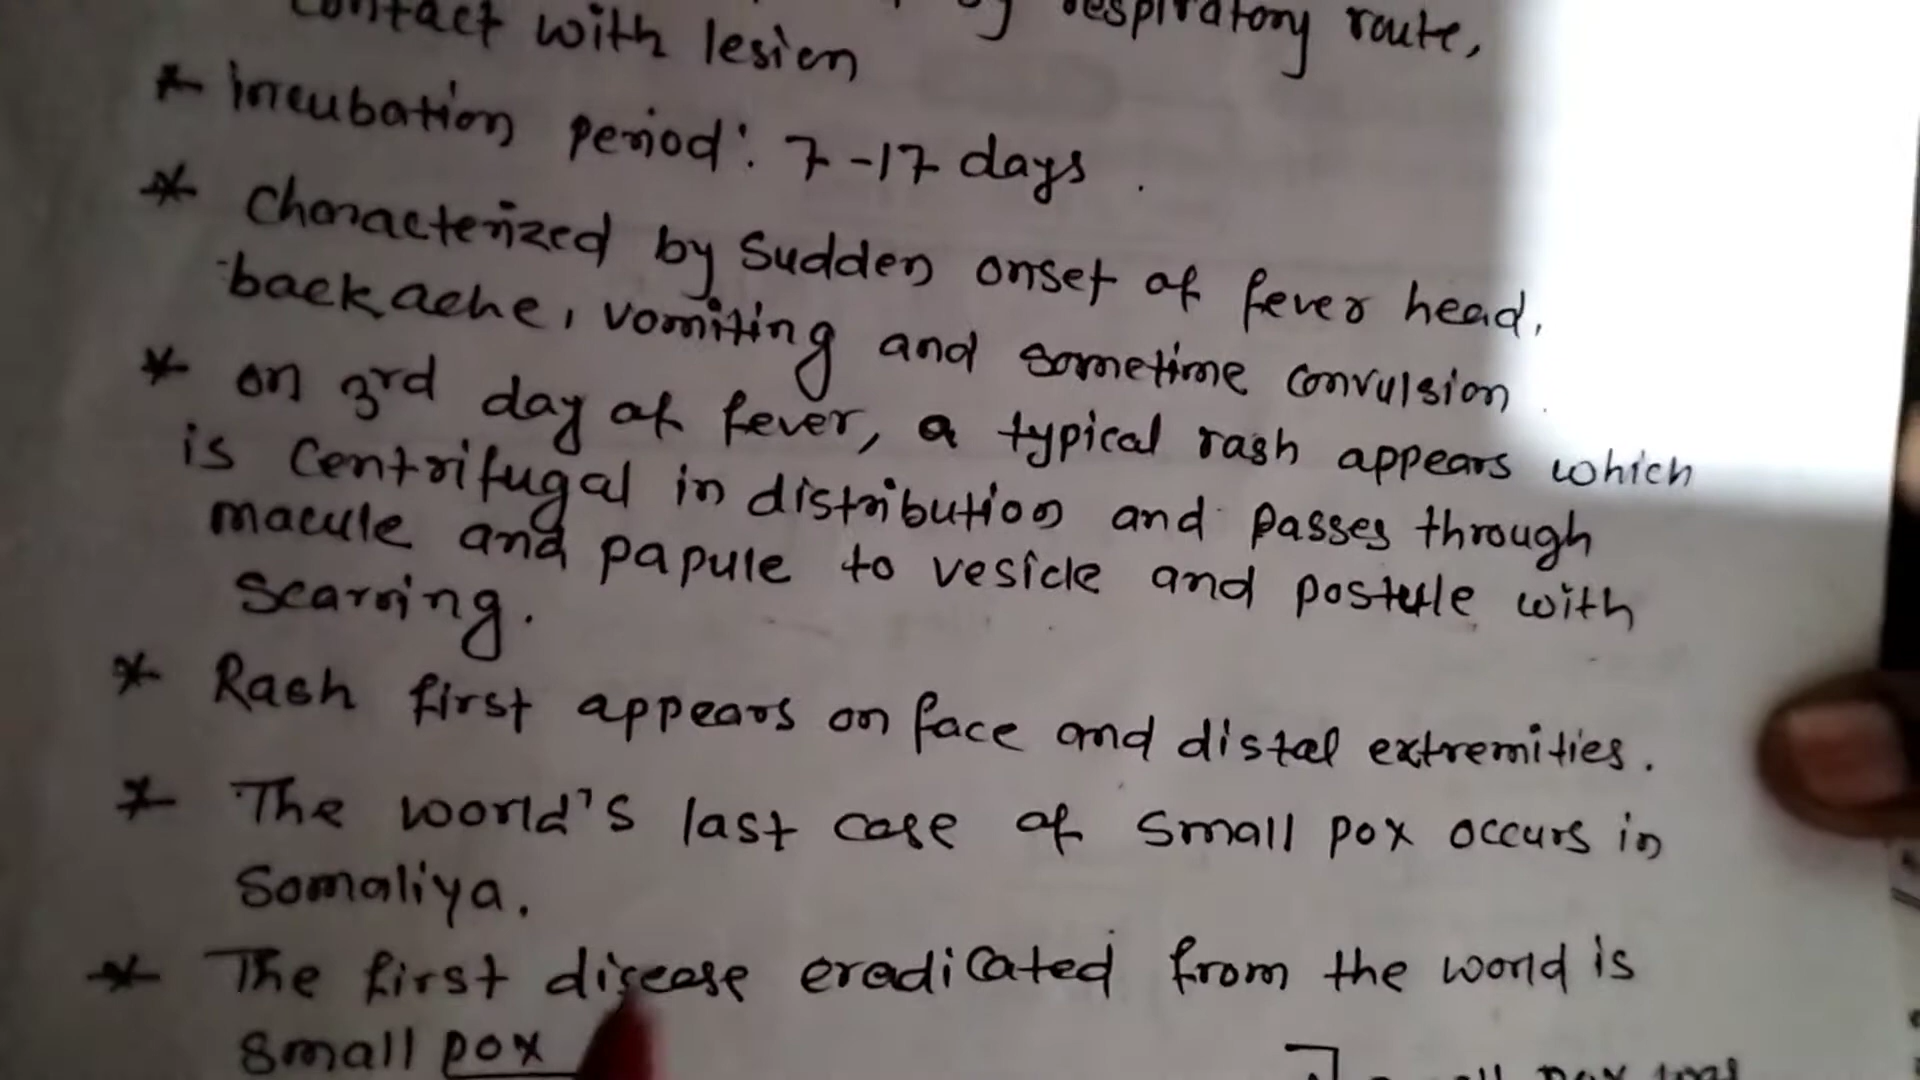 contact with lesion by respiratory route,
* incubation period: 7-17 days.
* Characterized by Sudden onset of fever head,
backache, vomiting and sometime convulsion
* on 3rd day of fever, a typical rash appears which
is Centrifugal in distribution and passes through
macule and papule to vesicle and postule with
Scarring.
* Rash first appears on face and distal extremities.
* The world's last case of small pox occurs in
Somaliya.
* The first disease eradicated from the world is
small pox